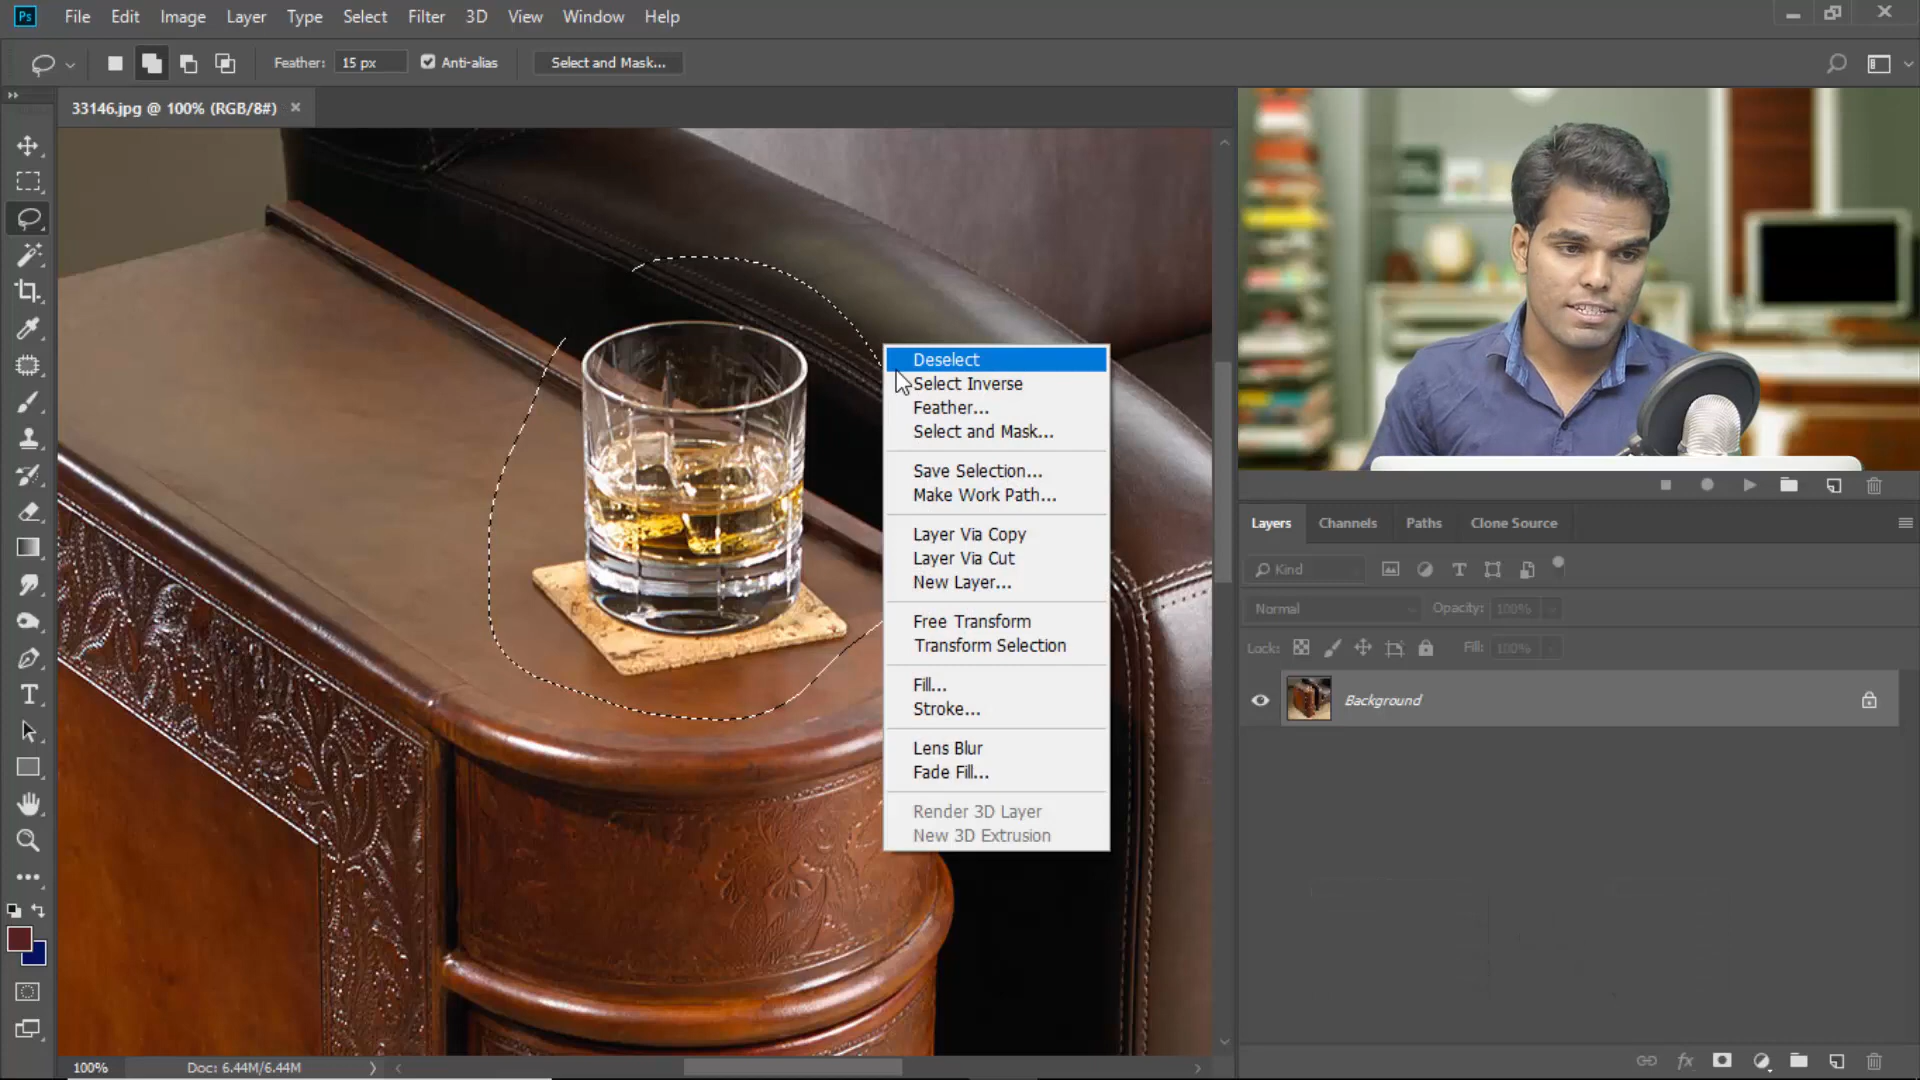 Ps File Edit Image Layer Type Select Filter 3D View Window Help
Feather: 15 px Anti-alias Select and Mask...
33146.jpg @ 100% (RGB/8#) ×
Deselect
Select Inverse
Feather...
Select and Mask...
Save Selection...
Make Work Path...
Layer Via Copy
Layer Via Cut
New Layer...
Free Transform
Transform Selection
Fill...
Stroke...
Lens Blur
Fade Fill...
Render 3D Layer
New 3D Extrusion
Layers Channels Paths Clone Source
Kind
Normal Opacity: 100%
Lock: Fill: 100%
Background
fx
100% Doc: 6.44M/6.44M